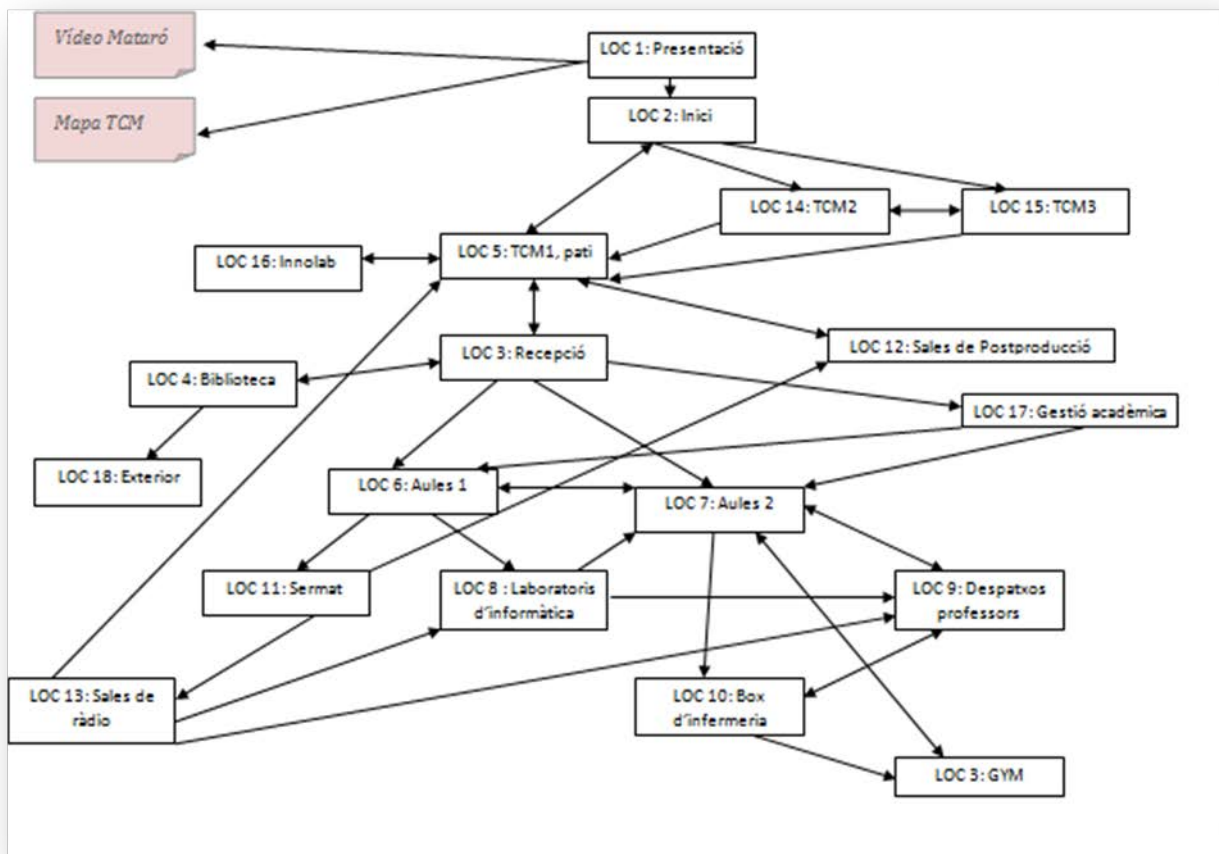 Vídeo Mataró
LOC 1: Presentació
Mapa TCM
LOC 2: Inici
LOC 14: TCM2
LOC 15: TCM3
LOC 5: TCM1, pati
LOC 16: Innolab
LOC 3: Recepció
LOC 12: Sales de Postproducció
LOC 4: Biblioteca
LOC 17: Gestió acadèmica
LOC 18: Exterior
LOC 6: Aules 1
LOC 7: Aules 2
LOC 11: Sermat
LOC 8 : Laboratoris
d´informàtica
LOC 9: Despatxos
professors
LOC 13: Sales de
ràdio
LOC 10: Box
d´infermeria
LOC 3: GYM